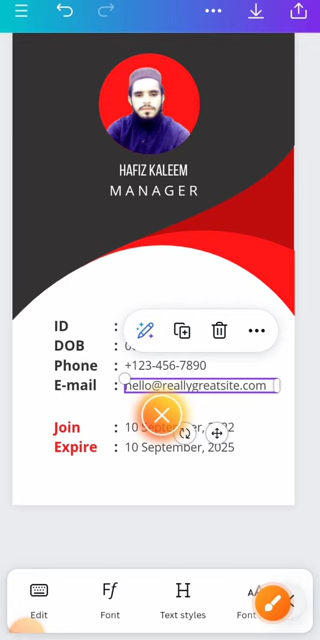 HAFIZ KALEEM
MANAGER
ID :
DOB :
Phone : +123-456-7890
E-mail : hello@reallygreatsite.com
Join : 10
Expire : 10 September, 2025
Edit
Font
Text styles
Font